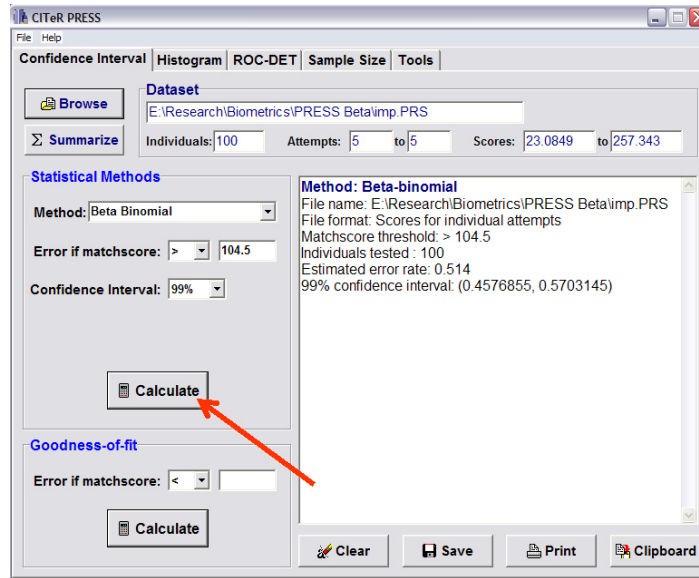 CITeR PRESS
File Help
Confidence Interval Histogram ROC-DET Sample Size Tools
Browse
Dataset
E:\Research\Biometrics\PRESS Beta\imp.PRS
Σ Summarize
Individuals: 100 Attempts: 5 to 5 Scores: 23.0849 to 257.343
Statistical Methods
Method: Beta Binomial
Error if matchscore: > 104.5
Confidence Interval: 99%
Calculate
Goodness-of-fit
Error if matchscore: <
Calculate
Method: Beta-binomial
File name: E:\Research\Biometrics\PRESS Beta\imp.PRS
File format: Scores for individual attempts
Matchscore threshold: > 104.5
Individuals tested : 100
Estimated error rate: 0.514
99% confidence interval: (0.4576855, 0.5703145)
Clear Save Print Clipboard